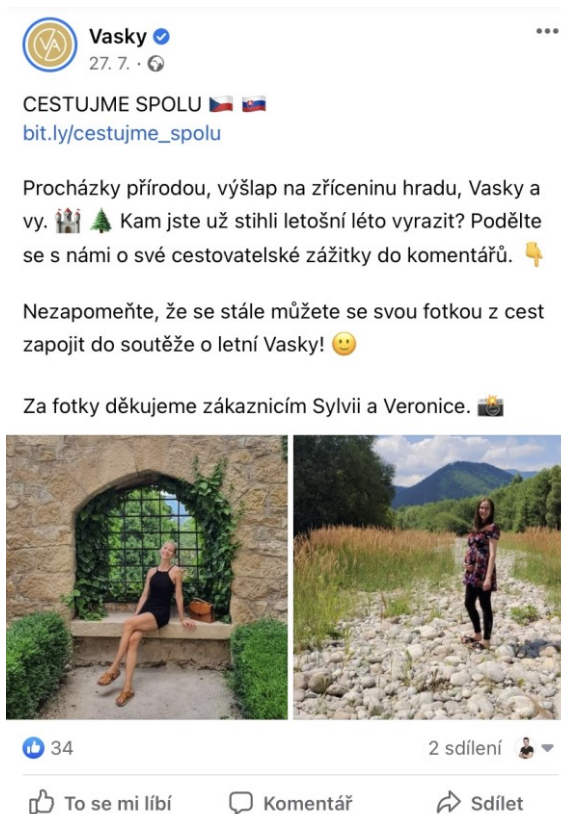 Vasky
27. 7. ·
CESTUJME SPOLU 🇨🇿 🇸🇰
bit.ly/cestujme_spolu
Procházky přírodou, výšlap na zříceninu hradu, Vasky a
vy. 🏰 🌲 Kam jste už stihli letošní léto vyrazit? Podělte
se s námi o své cestovatelské zážitky do komentářů. 👇
Nezapomeňte, že se stále můžete se svou fotkou z cest
zapojit do soutěže o letní Vasky! 🙂
Za fotky děkujeme zákaznicím Sylvii a Veronice. 📸
34
2 sdílení
To se mi líbí
Komentář
Sdílet